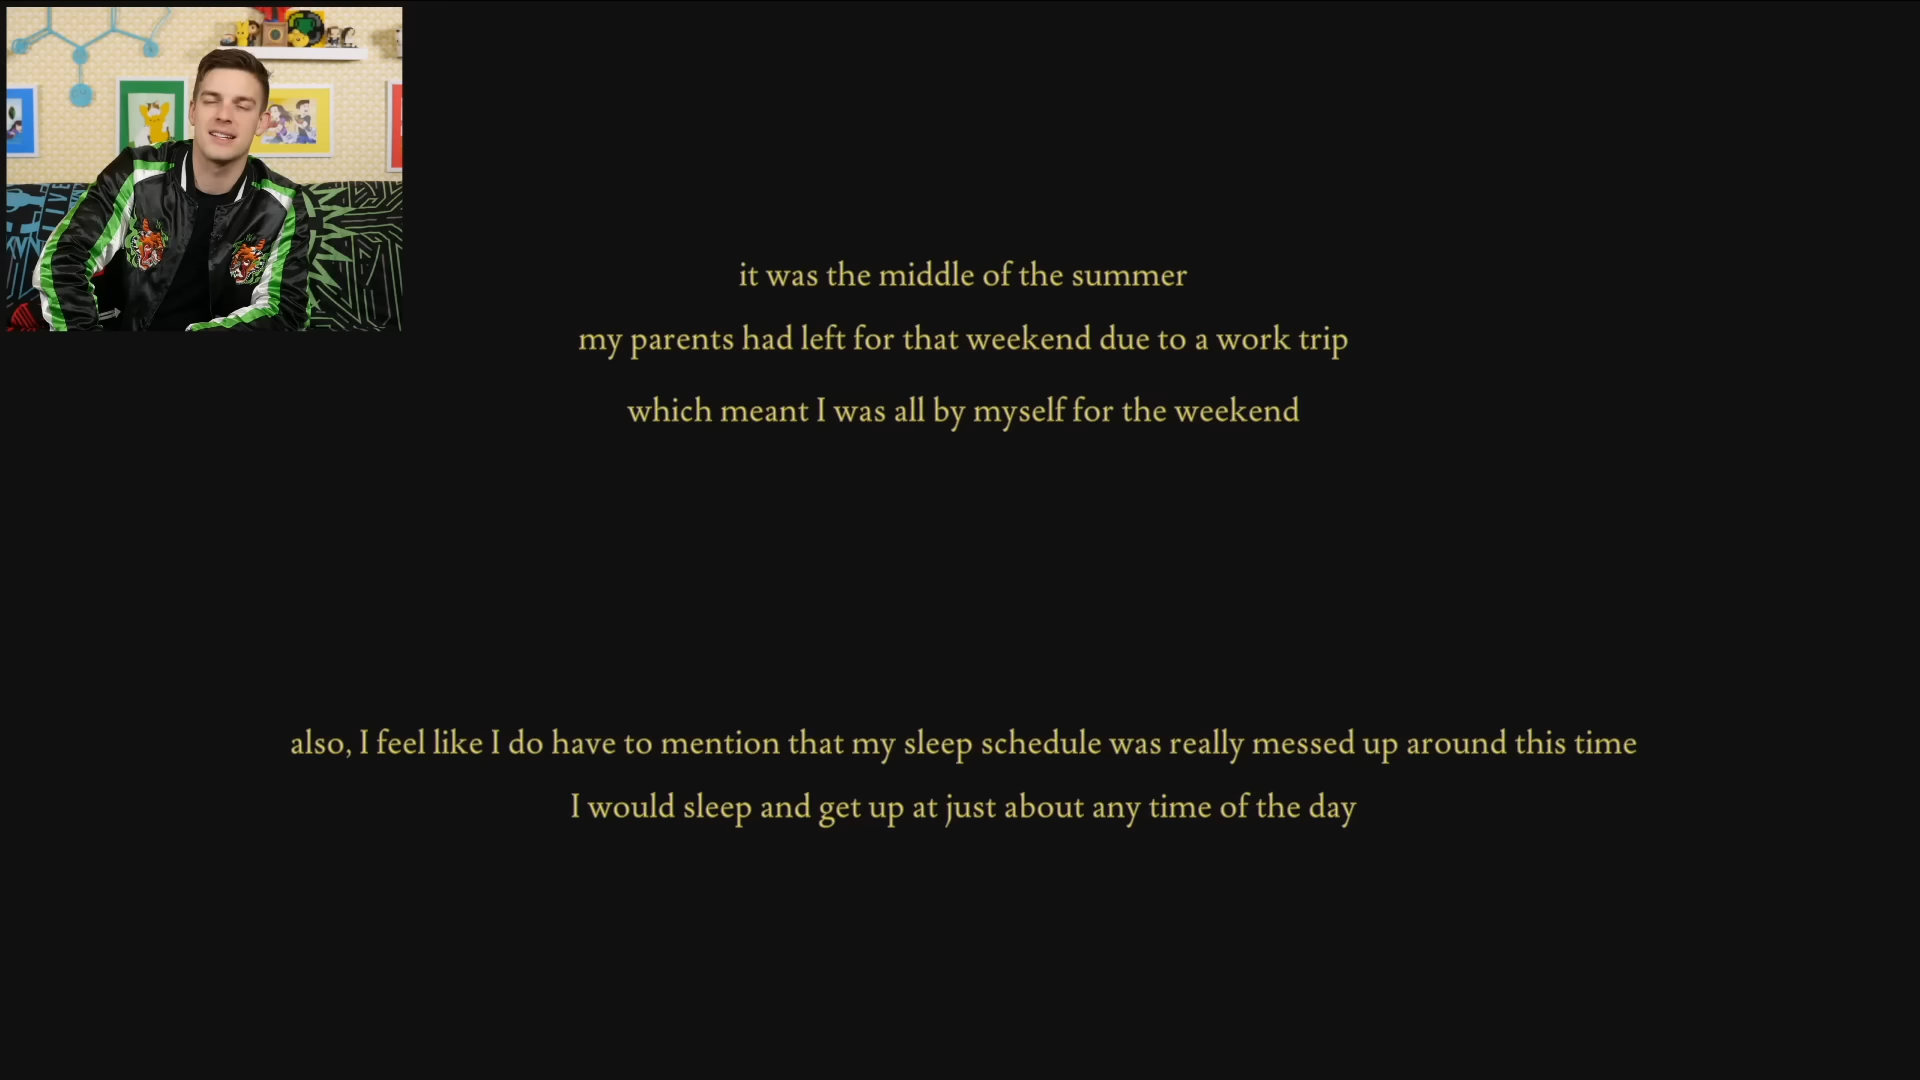 LIVE
it was the middle of the summer
my parents had left for that weekend due to a work trip
which meant I was all by myself for the weekend
also, I feel like I do have to mention that my sleep schedule was really messed up around this time
I would sleep and get up at just about any time of the day